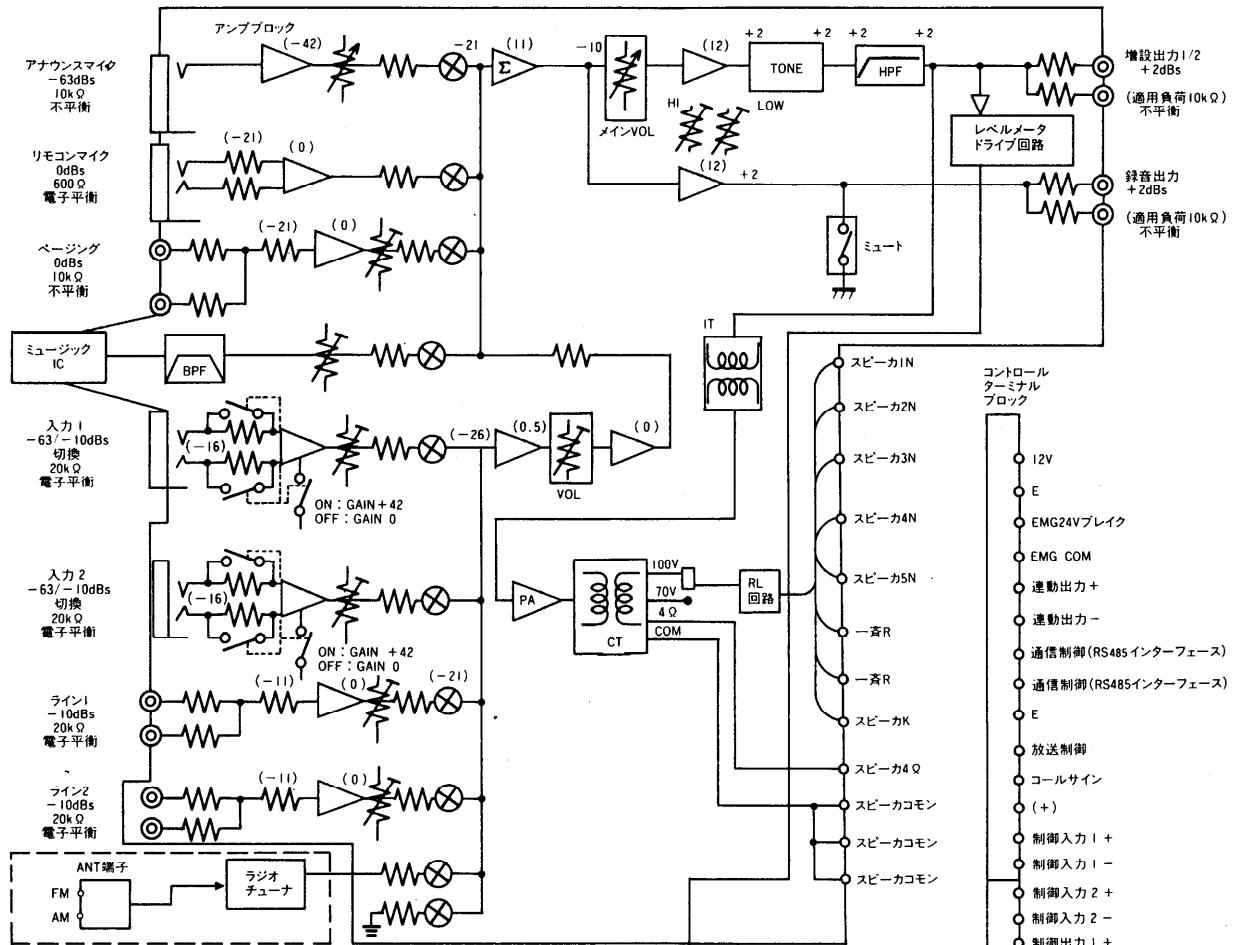 アンプブロック
アナウンスマイク
-63dBs
10kΩ
不平衡
(-42)
-21
(11)
Σ
-10
メインVOL
(12)
+2
TONE
+2
+2
HPF
+2
増設出力1/2
+2dBs
(適用負荷10kΩ)
不平衡
HI
LOW
レベルメータ
ドライブ回路
リモコンマイク
0dBs
600Ω
電子平衡
(-21)
(0)
(12)
+2
録音出力
+2dBs
(適用負荷10kΩ)
不平衡
ページング
0dBs
10kΩ
不平衡
(-21)
(0)
ミュート
ミュージック
IC
BPF
IT
入力1
-63/-10dBs
切換
20kΩ
電子平衡
(-16)
ON:GAIN+42
OFF:GAIN 0
(-26)
(0.5)
VOL
(0)
入力2
-63/-10dBs
切換
20kΩ
電子平衡
(-16)
ON:GAIN +42
OFF:GAIN 0
PA
CT
100V
70V
4Ω
COM
RL
回路
ライン1
-10dBs
20kΩ
電子平衡
(-11)
(0)
(-21)
ライン2
-10dBs
20kΩ
電子平衡
(-11)
(0)
ANT端子
FM
AM
ラジオ
チューナ
スピーカ1N
スピーカ2N
スピーカ3N
スピーカ4N
スピーカ5N
一斉R
一斉R
スピーカK
スピーカ4Ω
スピーカコモン
スピーカコモン
スピーカコモン
コントロール
ターミナル
ブロック
12V
E
EMG24Vブレイク
EMG COM
連動出力+
連動出力-
通信制御(RS485インターフェース)
通信制御(RS485インターフェース)
E
放送制御
コールサイン
(+)
制御入力1+
制御入力1-
制御入力2+
制御入力2-
制御出力1+